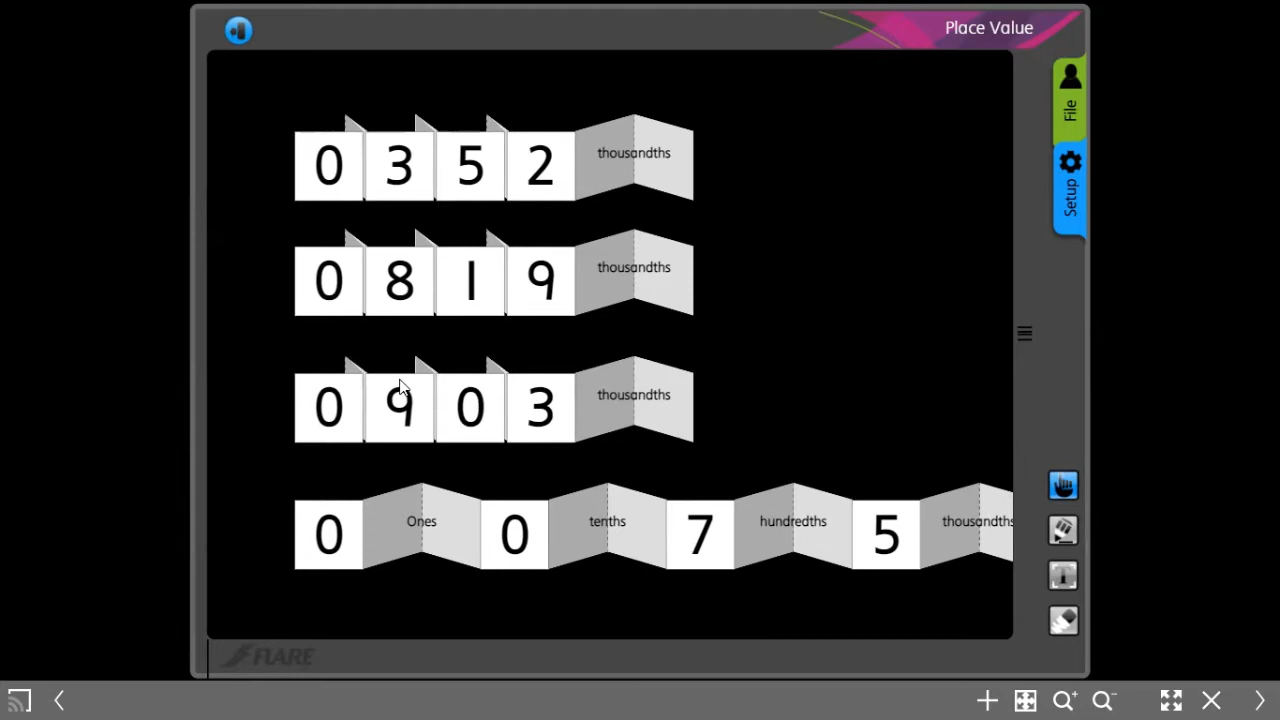 Place Value
File
Setup
0 3 5 2 thousandths
0 8 1 9 thousandths
0 9 0 3 thousandths
0 Ones 0 tenths 7 hundredths 5 thousandths
FLARE